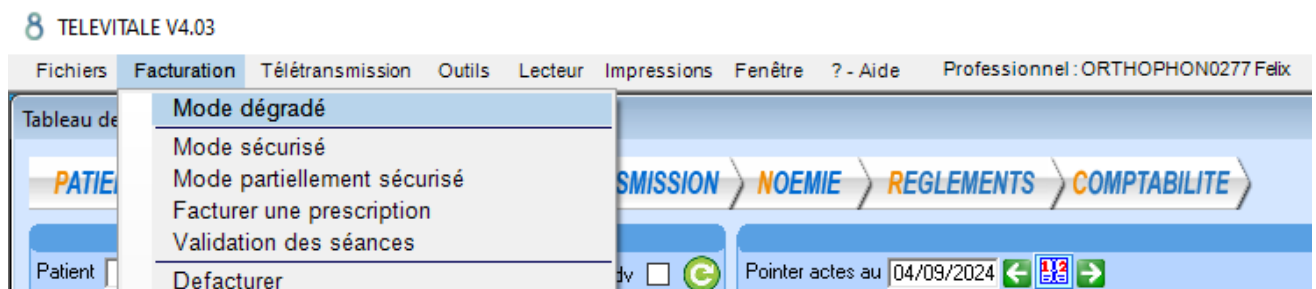 TELEVITALE V4.03
Fichiers Facturation Télétransmission Outils Lecteur Impressions Fenêtre ? - Aide Professionnel : ORTHOPHON0277 Felix
Mode dégradé
Tableau de
Mode sécurisé
Mode partiellement sécurisé
PATIE SMISSION NOEMIE REGLEMENTS COMPTABILITE
Facturer une prescription
Validation des séances
Patient dv Pointer actes au 04/09/2024
Defacturer